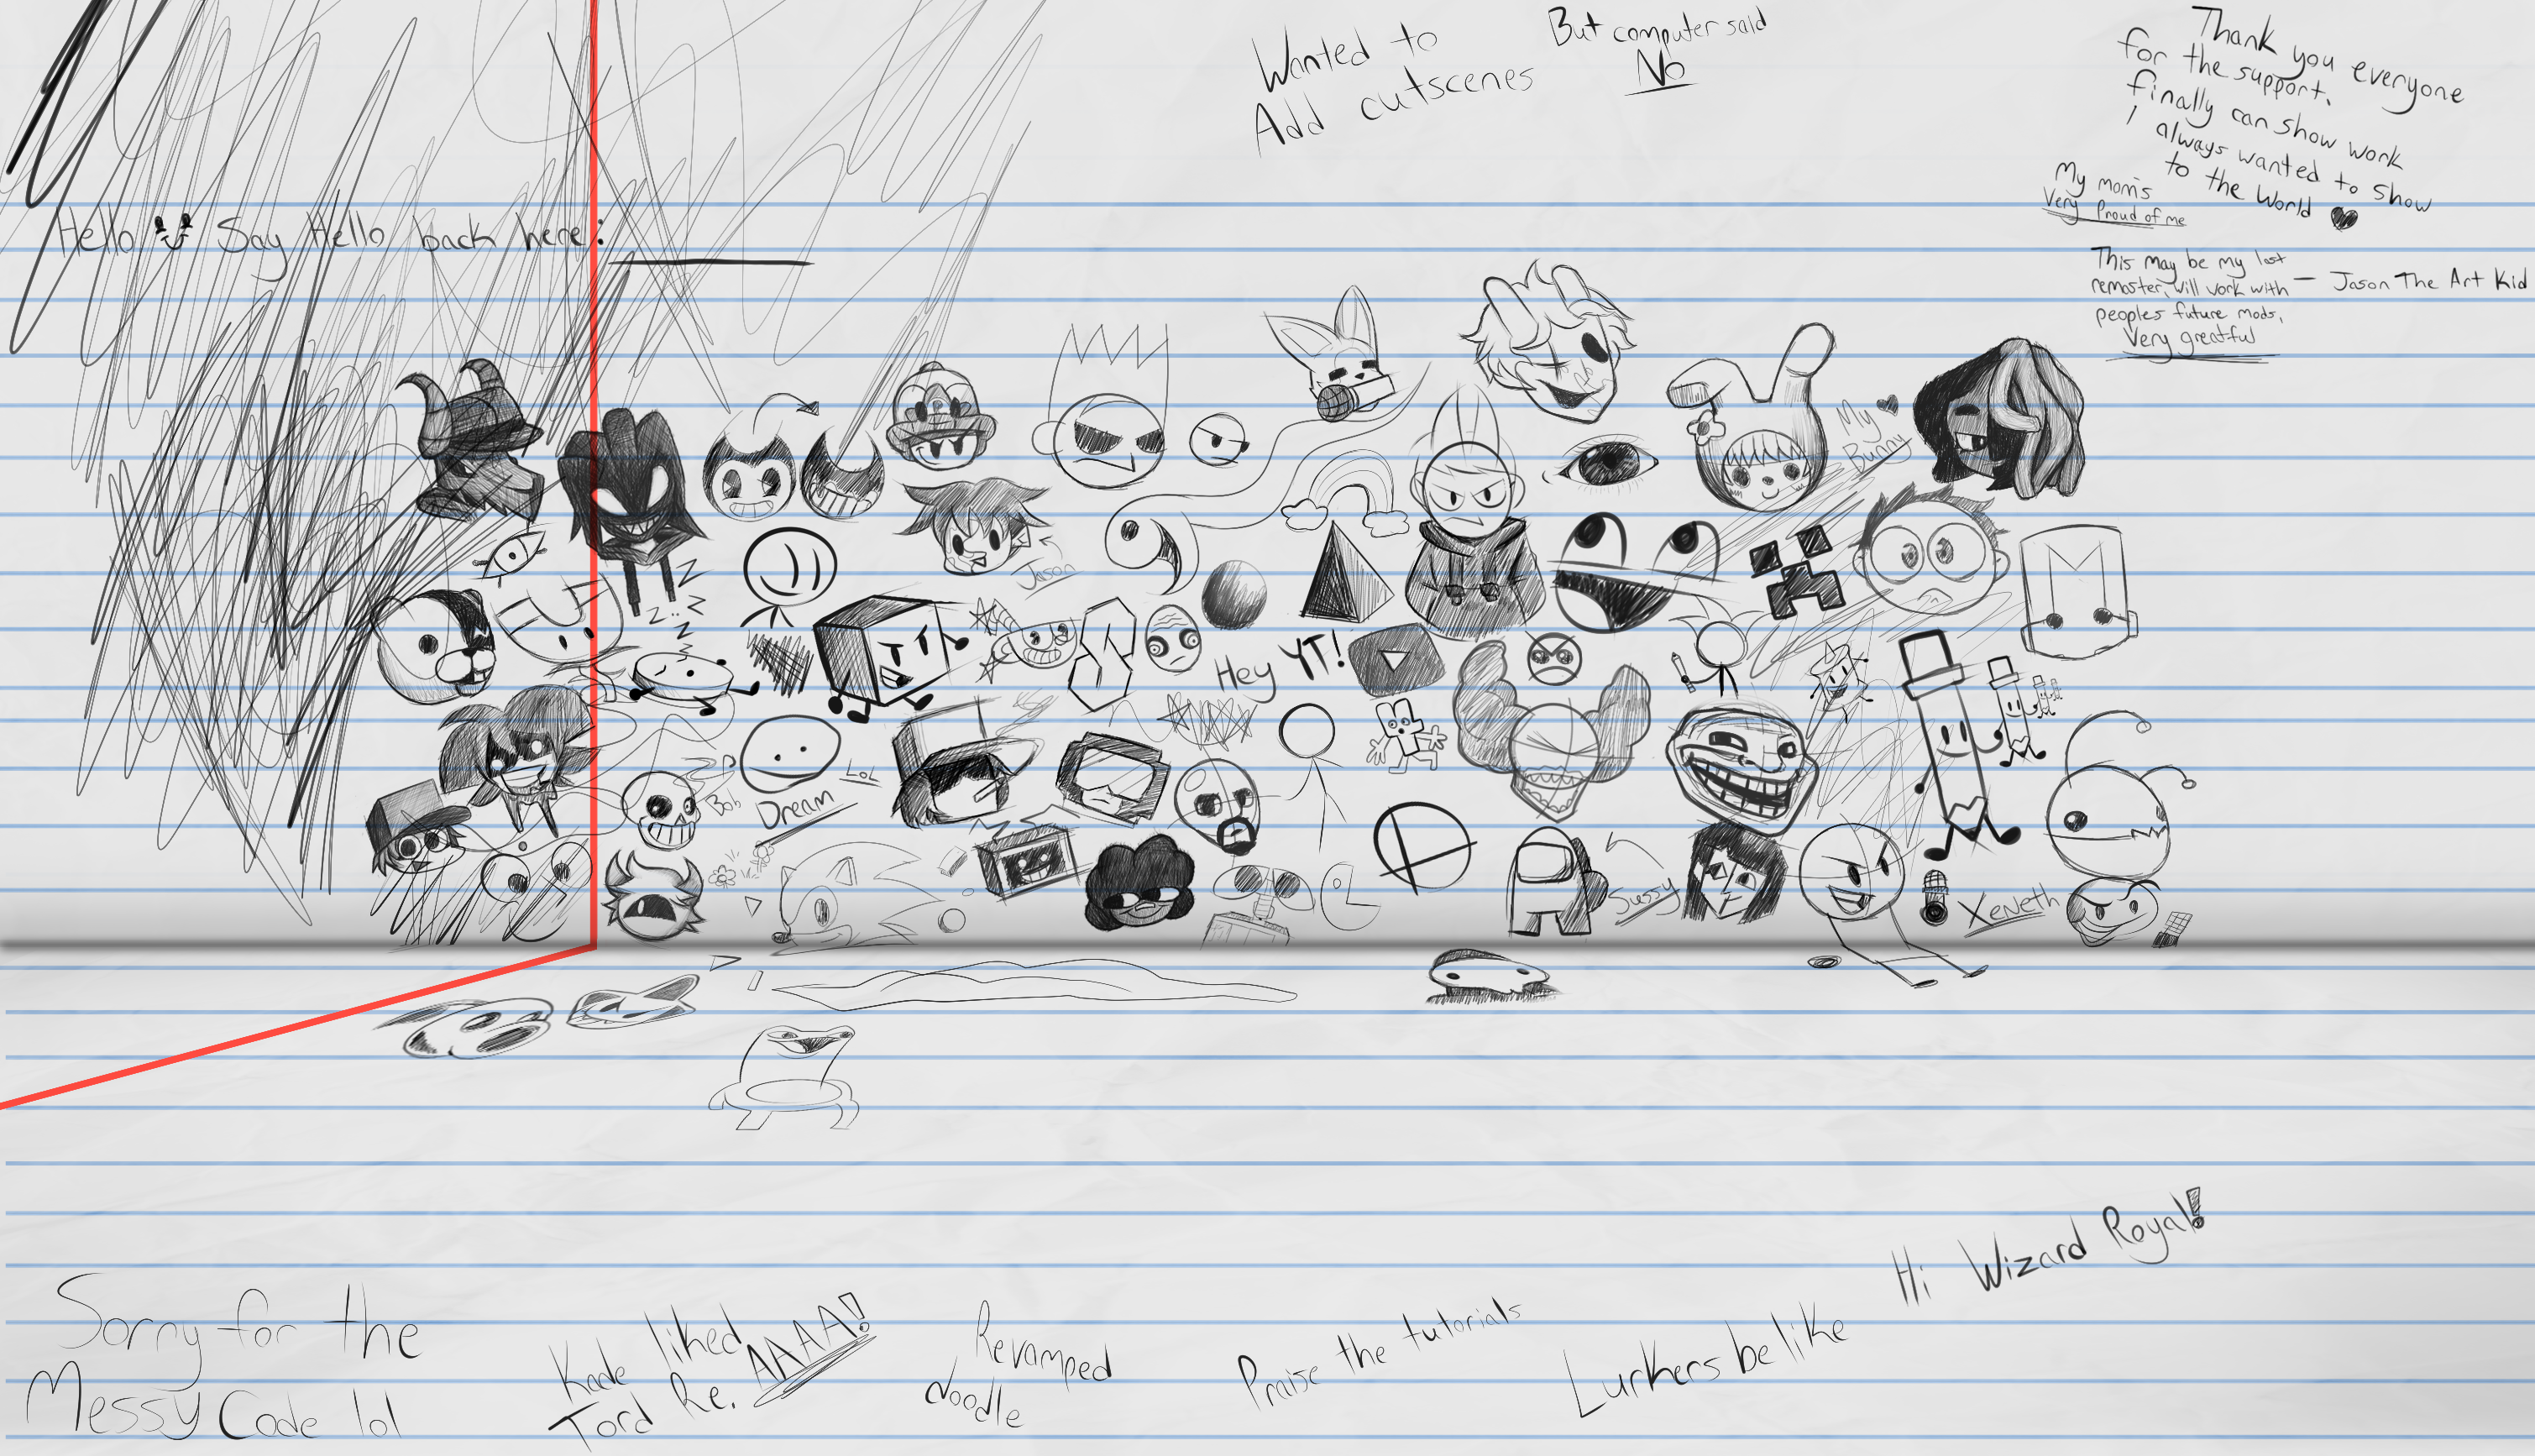 Wanted to
Add cutscenes
But computer said
No
Thank you everyone
for the support.
finally can show work
I always wanted to show
to the World
My mom's
Very Proud of me
Hello Say Hello back here:
This may be my last
remaster, will work with
peoples future mods,
Very greatful
— Jason The Art Kid
My
Bunny
Jason
z
z
z
z
Hey YT!
Bob
Dream
LoL
Sussy
Xeneth
Hi Wizard Royal!
Sorry for the
Messy Code lol
Kade liked
Tord Re. AAAA!
Revamped
Noodle
Praise the tutorials
Lurkers be like